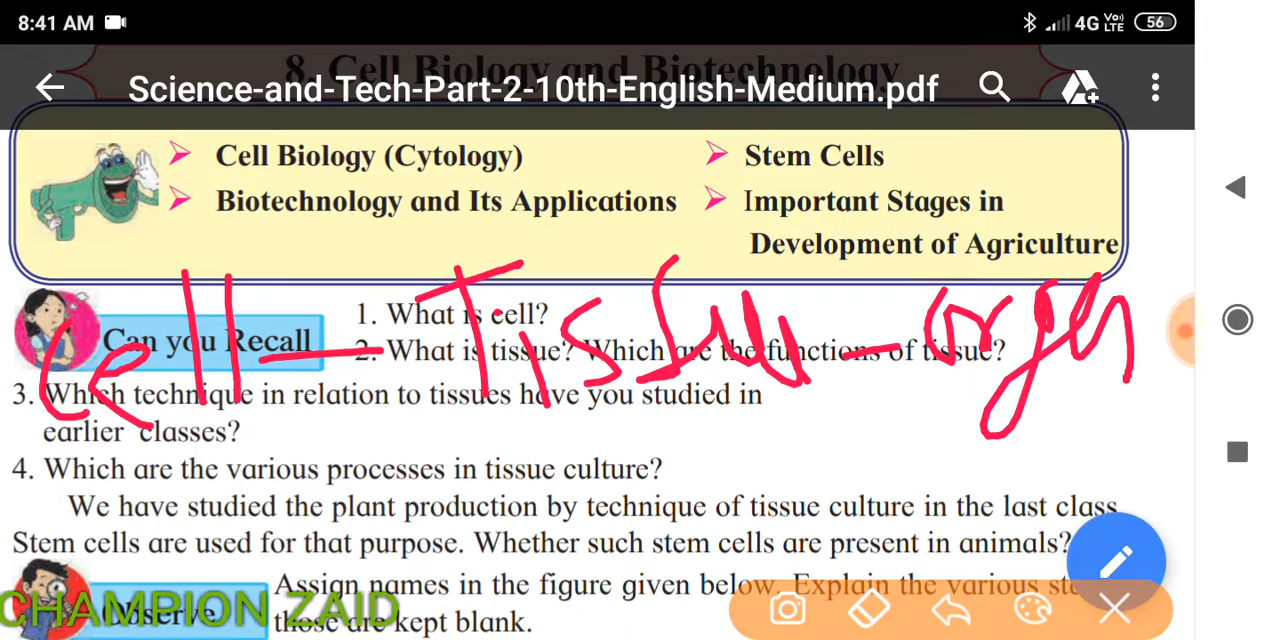 8:41 AM 4G Vo) LTE 56
8. Cell Biology and Biotechnology
Science-and-Tech-Part-2-10th-English-Medium.pdf
Cell Biology (Cytology) Stem Cells
Biotechnology and Its Applications Important Stages in
Development of Agriculture
1. What is cell?
Can you Recall 2. What is tissue? Which are the functions of tissue?
Cell - Tissu - orgen
3. Which technique in relation to tissues have you studied in
earlier classes?
4. Which are the various processes in tissue culture?
We have studied the plant production by technique of tissue culture in the last class
Stem cells are used for that purpose. Whether such stem cells are present in animals?
Assign names in the figure given below. Explain the various
Observe those are kept blank.
CHAMPION ZAID